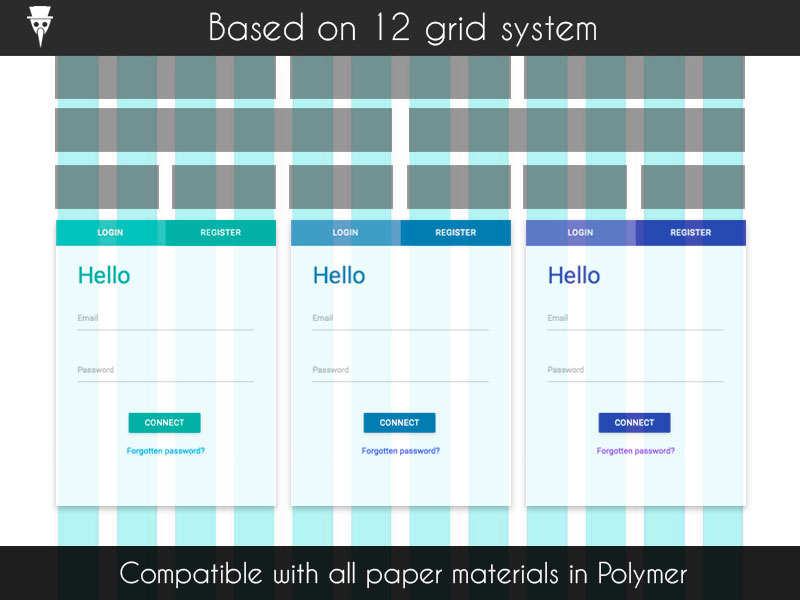 Based on 12 grid system
LOGIN REGISTER LOGIN REGISTER LOGIN REGISTER
Hello Hello Hello
Email Email Email
Password Password Password
CONNECT CONNECT CONNECT
Forgotten password? Forgotten password? Forgotten password?
Compatible with all paper materials in Polymer